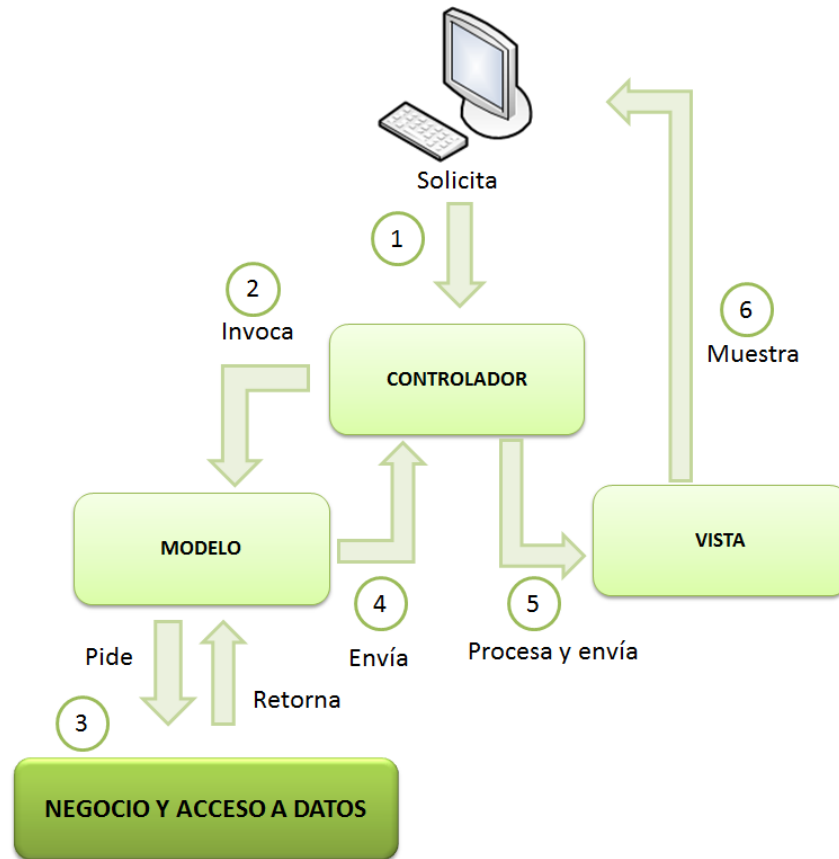 Solicita
1
2
Invoca
6
Muestra
CONTROLADOR
MODELO
VISTA
4
Envía
5
Procesa y envía
Pide
Retorna
3
NEGOCIO Y ACCESO A DATOS